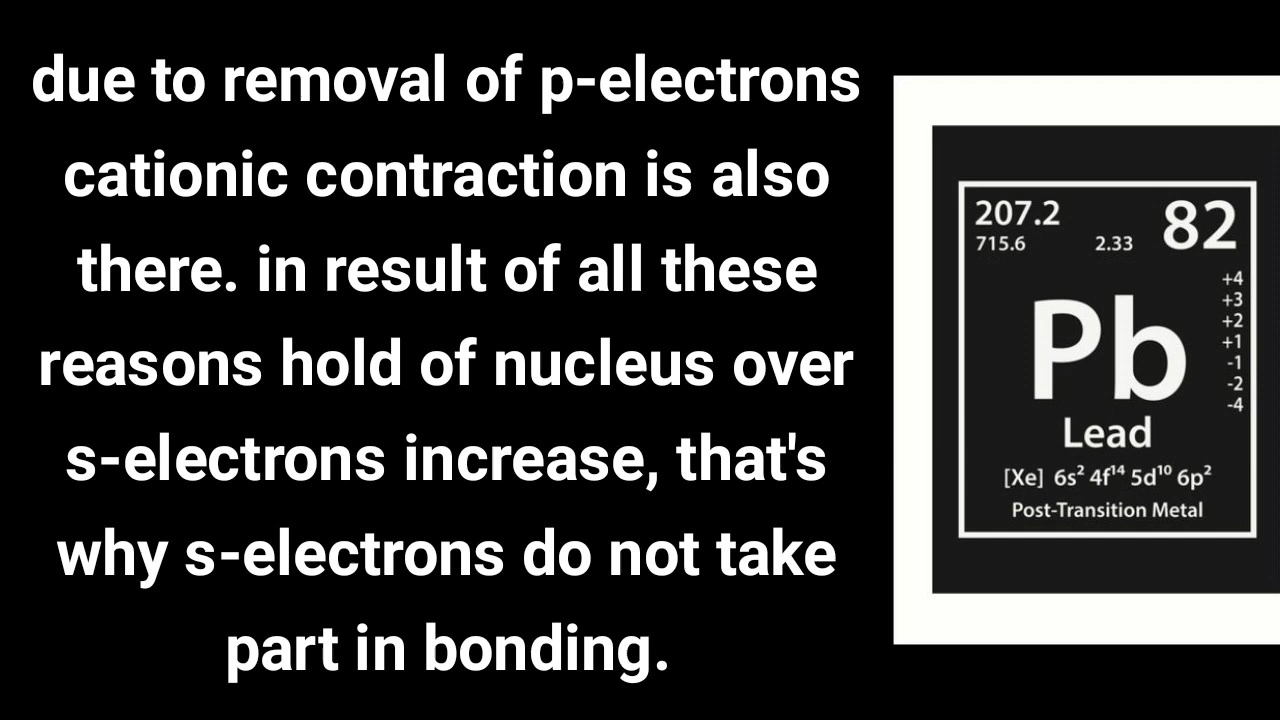 due to removal of p-electrons
cationic contraction is also
there. in result of all these
reasons hold of nucleus over
s-electrons increase, that's
why s-electrons do not take
part in bonding.
207.2
82
715.6
2.33
+4
+3
+2
+1
-1
-2
-4
Pb
Lead
[Xe] 6s² 4f¹⁴ 5d¹⁰ 6p²
Post-Transition Metal